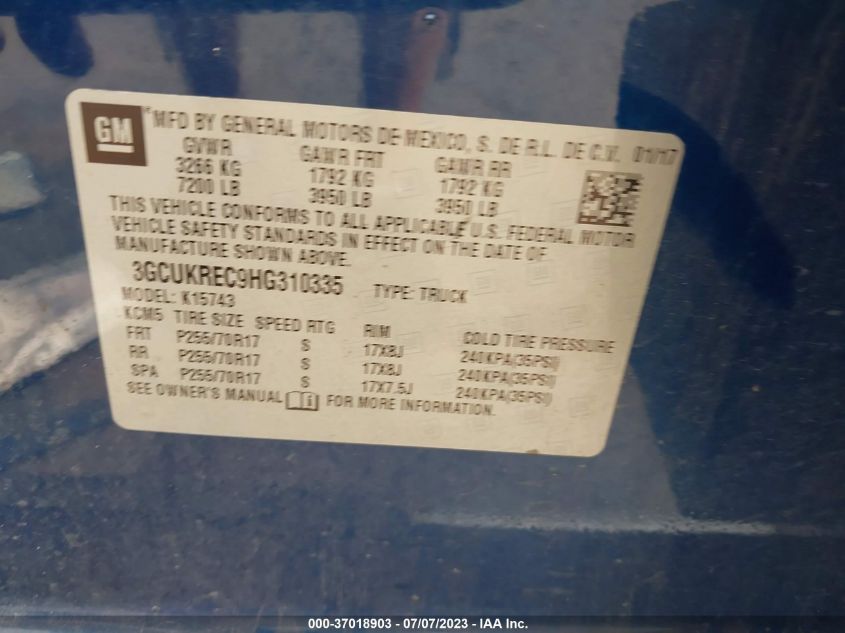 GM
MFD BY GENERAL MOTORS DE MEXICO, S. DE R.L. DE C.V. 01/17
GVWR GAWR FRT GAWR RR
3266 KG 1792 KG 1792 KG
7200 LB 3950 LB 3950 LB
THIS VEHICLE CONFORMS TO ALL APPLICABLE U.S. FEDERAL MOTOR
VEHICLE SAFETY STANDARDS IN EFFECT ON THE DATE OF
MANUFACTURE SHOWN ABOVE.
3GCUKREC9HG310335 TYPE: TRUCK
MODEL: K15743
KCM5 TIRE SIZE SPEED RTG RIM COLD TIRE PRESSURE
FRT P255/70R17 S 17X8J 240KPA(35PSI)
RR P255/70R17 S 17X8J 240KPA(35PSI)
SPA P255/70R17 S 17X7.5J 240KPA(35PSI)
SEE OWNER'S MANUAL FOR MORE INFORMATION.
000-37018903 - 07/07/2023 - IAA Inc.